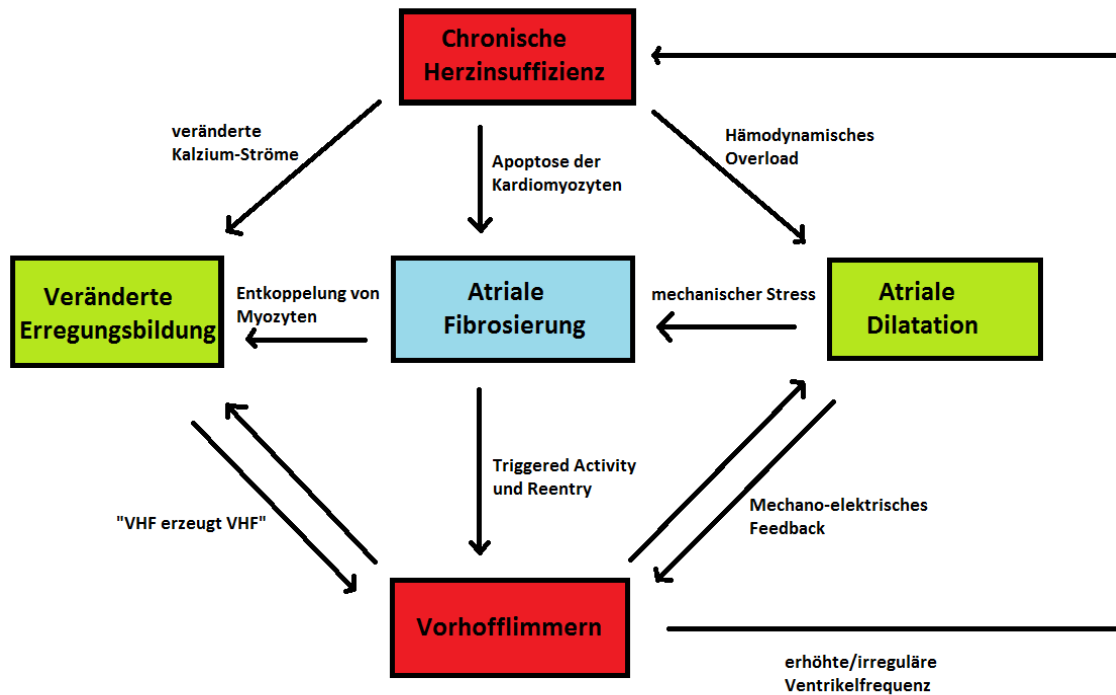 Chronische
Herzinsuffizienz
veränderte
Kalzium-Ströme
Apoptose der
Kardiomyozyten
Hämodynamisches
Overload
Veränderte
Erregungsbildung
Entkoppelung von
Myozyten
Atriale
Fibrosierung
mechanischer Stress
Atriale
Dilatation
"VHF erzeugt VHF"
Triggered Activity
und Reentry
Mechano-elektrisches
Feedback
Vorhofflimmern
erhöhte/irreguläre
Ventrikelfrequenz